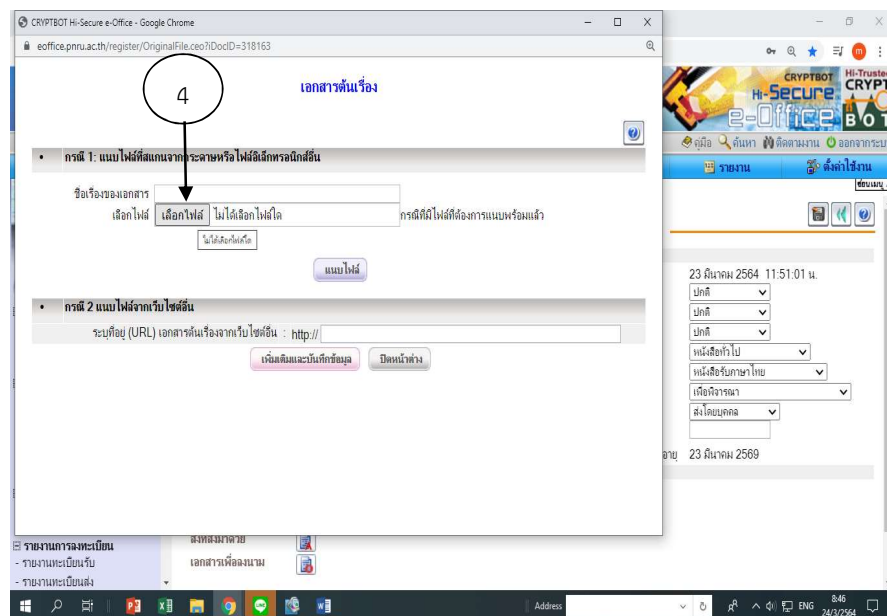 CRYPTBOT Hi-Secure e-Office - Google Chrome
eoffice.pnru.ac.th/register/OriginalFile.ceo?iDocID=318163
4
เอกสารต้นเรื่อง
กรณี 1: แนบไฟล์ที่สแกนจากกระดาษหรือไฟล์อิเล็กทรอนิกส์อื่น
ชื่อเรื่องของเอกสาร
เลือกไฟล์ เลือกไฟล์ ไม่ได้เลือกไฟล์ใด กรณีที่มีไฟล์ที่ต้องการแนบพร้อมแล้ว
ไม่ได้เลือกไฟล์ใด
แนบไฟล์
กรณี 2 แนบไฟล์จากเว็บไซต์อื่น
ระบุที่อยู่ (URL) เอกสารต้นเรื่องจากเว็บไซต์อื่น : http://
เพิ่มเติมและบันทึกข้อมูล ปิดหน้าต่าง
m
CRYPTBOT
Hi-Secure
e-Office
Hi-Truste
CRYPT
BOT
คู่มือ ค้นหา ติดตามงาน ออกจากระบ
รายงาน ตั้งค่าใช้งาน
ซ่อนเมนู
23 มีนาคม 2564 11:51:01 น.
ปกติ
ปกติ
ปกติ
หนังสือทั่วไป
หนังสือรับภาษาไทย
เพื่อพิจารณา
ส่งโดยบุคคล
อายุ 23 มีนาคม 2569
สิ่งที่ส่งมาด้วย
รายงานการลงทะเบียน
- รายงานทะเบียนรับ เอกสารเพื่อลงนาม
- รายงานทะเบียนส่ง
Address
ENG
8:46
24/3/2564